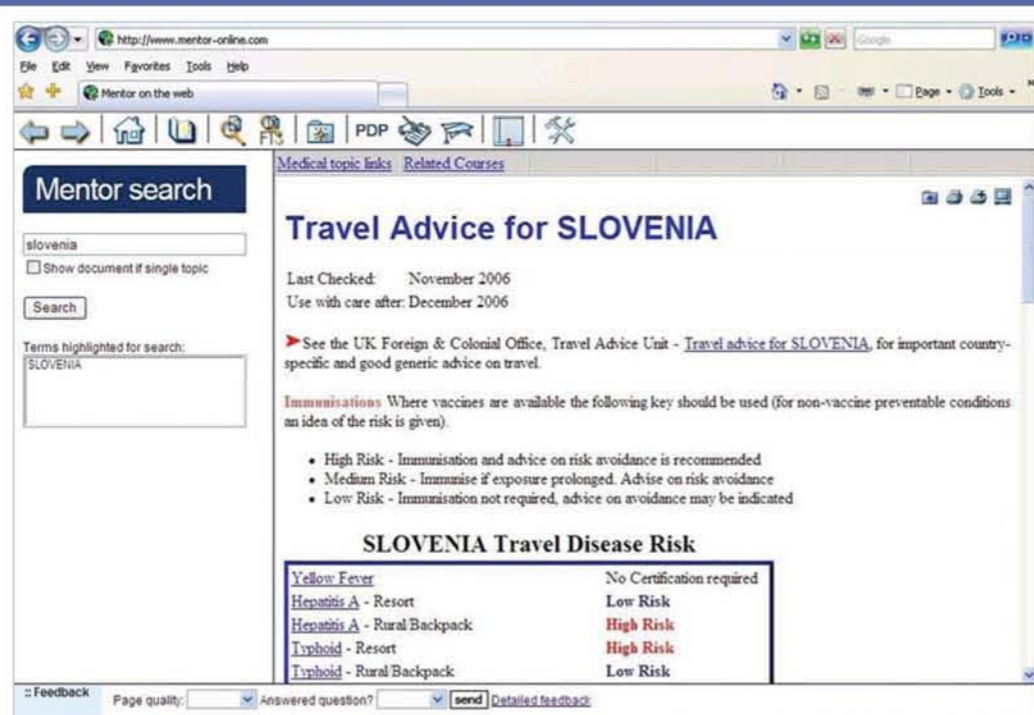 http://www.mentor-online.com
Google
File Edit View Favorites Tools Help
Mentor on the web
Page
Tools
FTS
PDP
Medical topic links Related Courses
Mentor search
slovenia
Show document if single topic
Search
Terms highlighted for search:
SLOVENIA
Travel Advice for SLOVENIA
Last Checked: November 2006
Use with care after: December 2006
See the UK Foreign & Colonial Office, Travel Advice Unit - Travel advice for SLOVENIA, for important country-
specific and good generic advice on travel.
Immunisations Where vaccines are available the following key should be used (for non-vaccine preventable conditions
an idea of the risk is given).
• High Risk - Immunisation and advice on risk avoidance is recommended
• Medium Risk - Immunise if exposure prolonged. Advise on risk avoidance
• Low Risk - Immunisation not required, advice on avoidance may be indicated
SLOVENIA Travel Disease Risk
Yellow Fever No Certification required
Hepatitis A - Resort Low Risk
Hepatitis A - Rural/Backpack High Risk
Typhoid - Resort High Risk
Typhoid - Rural/Backpack Low Risk
:: Feedback Page quality: Answered question? send Detailed feedback